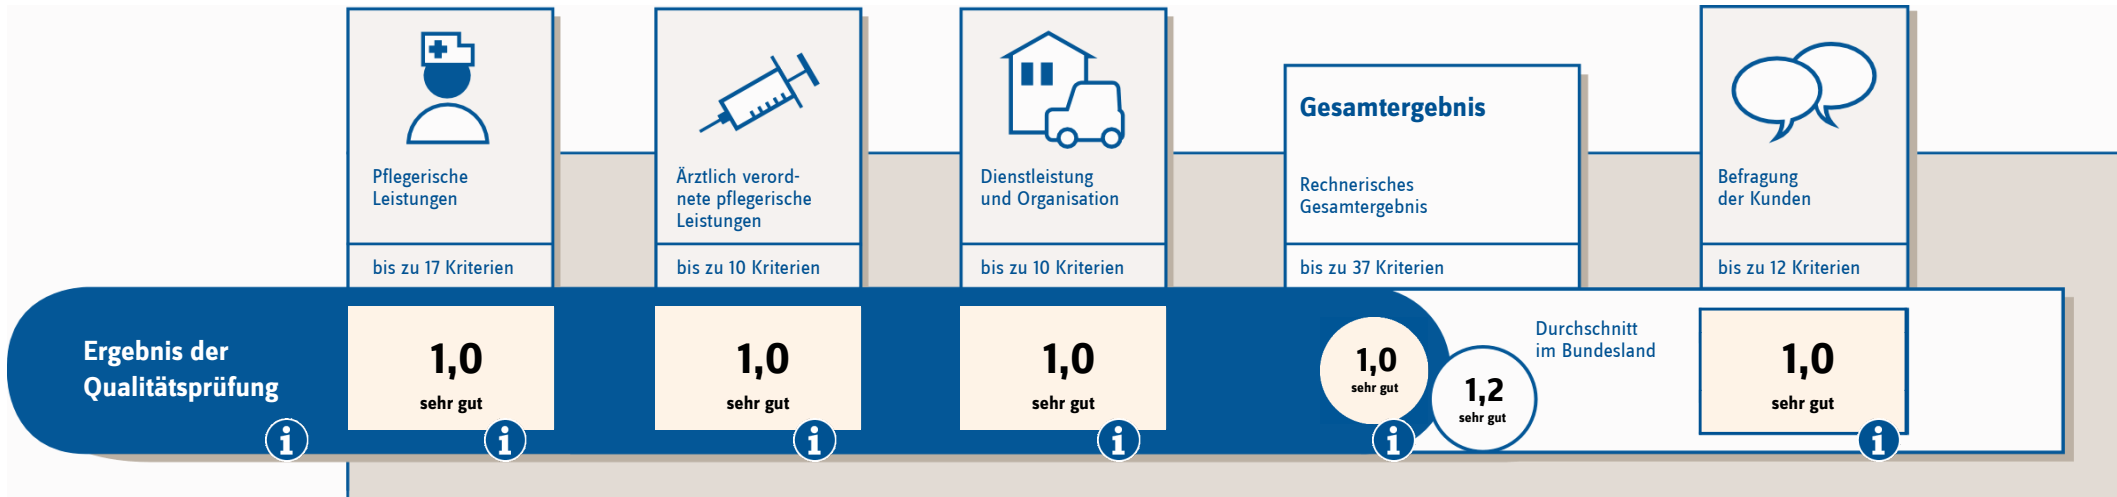 Pflegerische
Leistungen
bis zu 17 Kriterien
Ärztlich verord-
nete pflegerische
Leistungen
bis zu 10 Kriterien
Dienstleistung
und Organisation
bis zu 10 Kriterien
Gesamtergebnis
Rechnerisches
Gesamtergebnis
bis zu 37 Kriterien
Befragung
der Kunden
bis zu 12 Kriterien
Ergebnis der
Qualitätsprüfung
i
1,0
sehr gut
i
1,0
sehr gut
i
1,0
sehr gut
i
1,0
sehr gut
i
1,2
sehr gut
Durchschnitt
im Bundesland
1,0
sehr gut
i